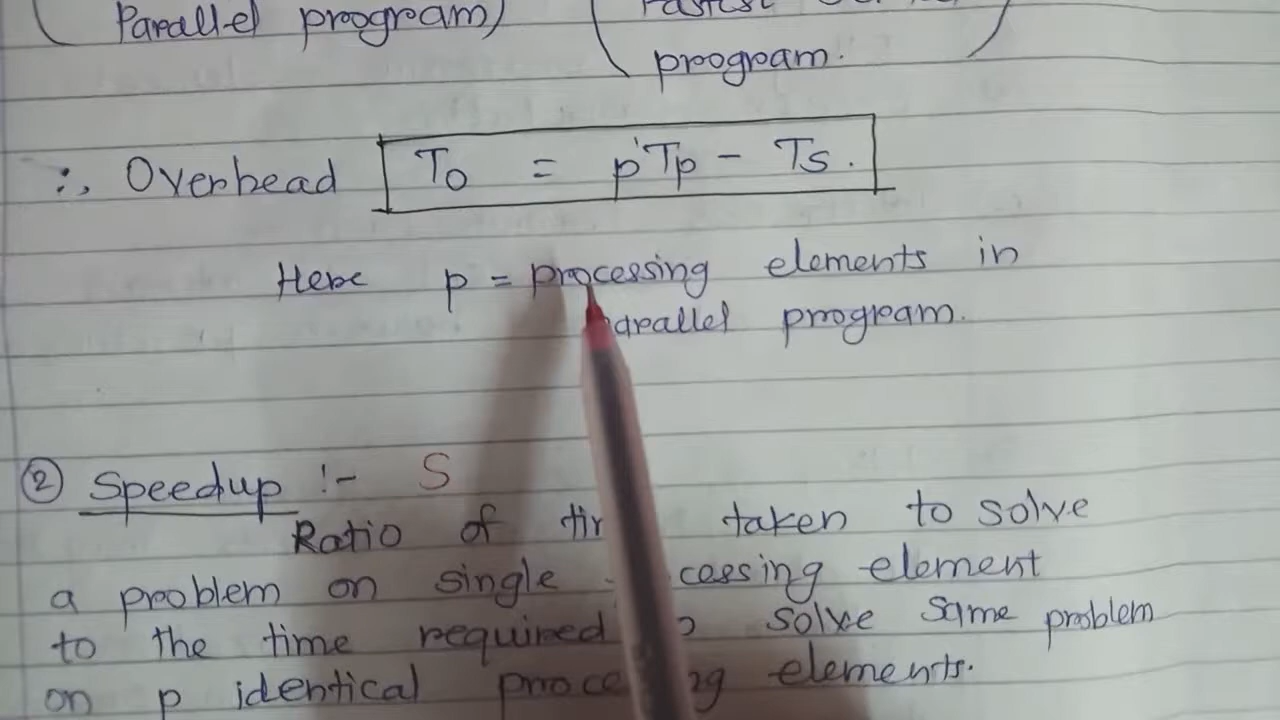 ( Parallel program)
program.
∴ Overhead To = pTp - Ts.
Here p = processing elements in
parallel program.
② Speedup :- S
Ratio of taken to solve
a problem on single element
to the time required solve same problem
on p identical elements.